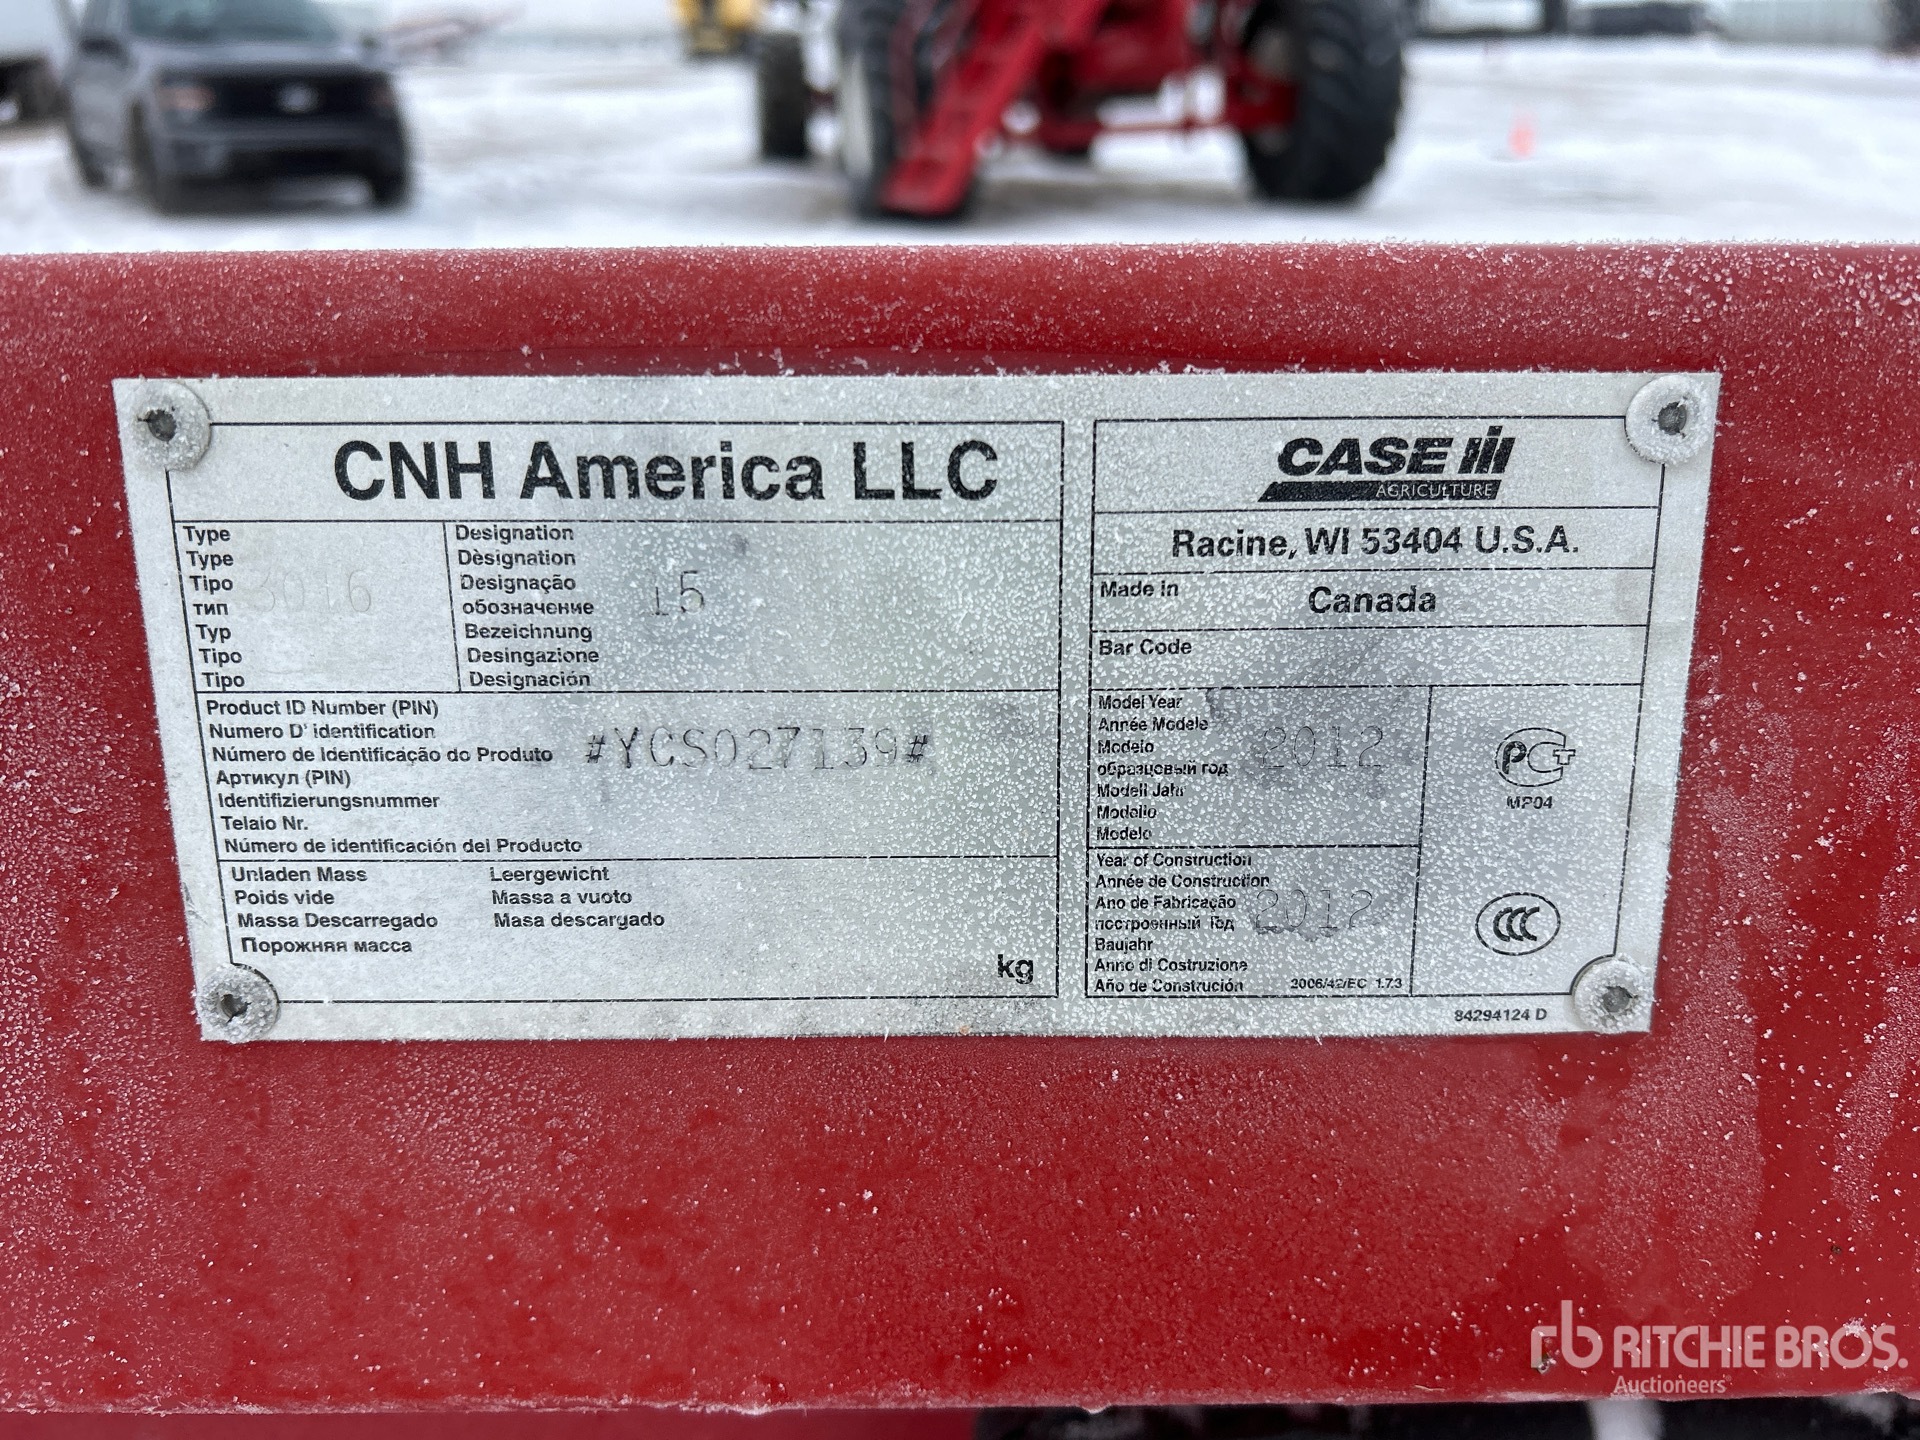 CNH America LLC
Type
Type
Tipo
тип
Typ
Tipo
Tipo
3016
Designation
Dèsignation
Designação
обозначение
Bezeichnung
Desingazione
Designación
15
Product ID Number (PIN)
Numero D' identification
Número de Identificação do Produto
Артикул (PIN)
Identifizierungsnummer
Telaio Nr.
Número de identificación del Producto
#YCS027139#
Unladen Mass
Poids vide
Massa Descarregado
Порожняя масса
Leergewicht
Massa a vuoto
Masa descargado
kg
CASE IH
AGRICULTURE
Racine, WI 53404 U.S.A.
Made in
Canada
Bar Code
Model Year
Année Modele
Modelo
образцовый год
Modell Jahr
Modello
Modelo
2012
Year of Construction
Année de Construction
Ano de Fabricação
построенный Год
Baujahr
Anno di Costruzione
Año de Construción
2012
2006/42/EC 1.7.3
MP04
CCC
84294124 D
rb RITCHIE BROS.
Auctioneers